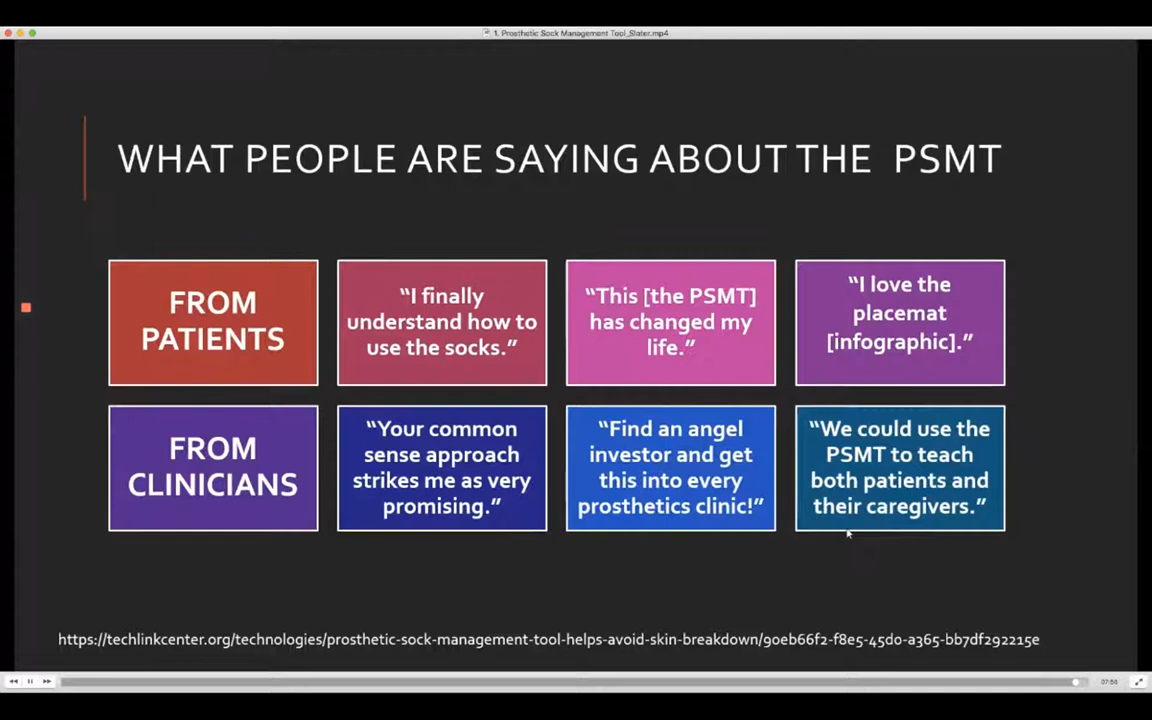 1. Prosthetic Sock Management Tool_Slater.mp4
WHAT PEOPLE ARE SAYING ABOUT THE PSMT
FROM
PATIENTS
“I finally
understand how to
use the socks.”
“This [the PSMT]
has changed my
life.”
“I love the
placemat
[infographic].”
FROM
CLINICIANS
“Your common
sense approach
strikes me as very
promising.”
“Find an angel
investor and get
this into every
prosthetics clinic!”
“We could use the
PSMT to teach
both patients and
their caregivers.”
https://techlinkcenter.org/technologies/prosthetic-sock-management-tool-helps-avoid-skin-breakdown/90eb66f2-f8e5-45d0-a365-bb7df292215e